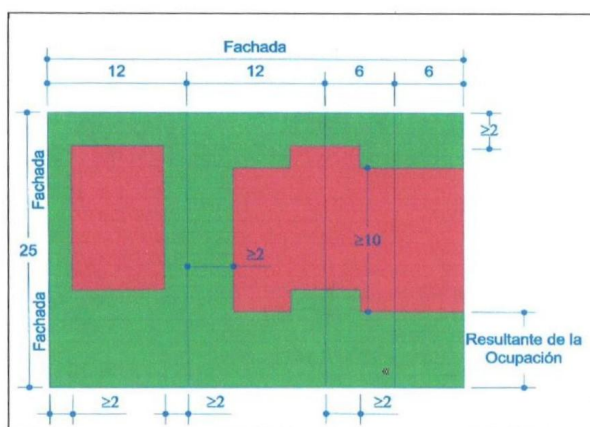 Fachada
12 12 6 6
≥2
Fachada
25
≥10
≥2
Fachada
Resultante de la
Ocupación
≥2 ≥2 ≥2